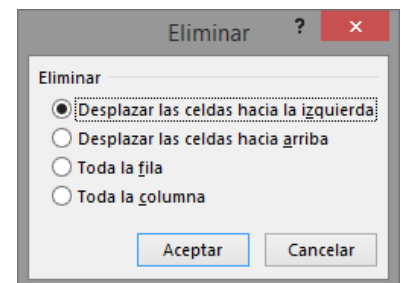 Eliminar ? ×
Eliminar
Desplazar las celdas hacia la izquierda
Desplazar las celdas hacia arriba
Toda la fila
Toda la columna
Aceptar Cancelar